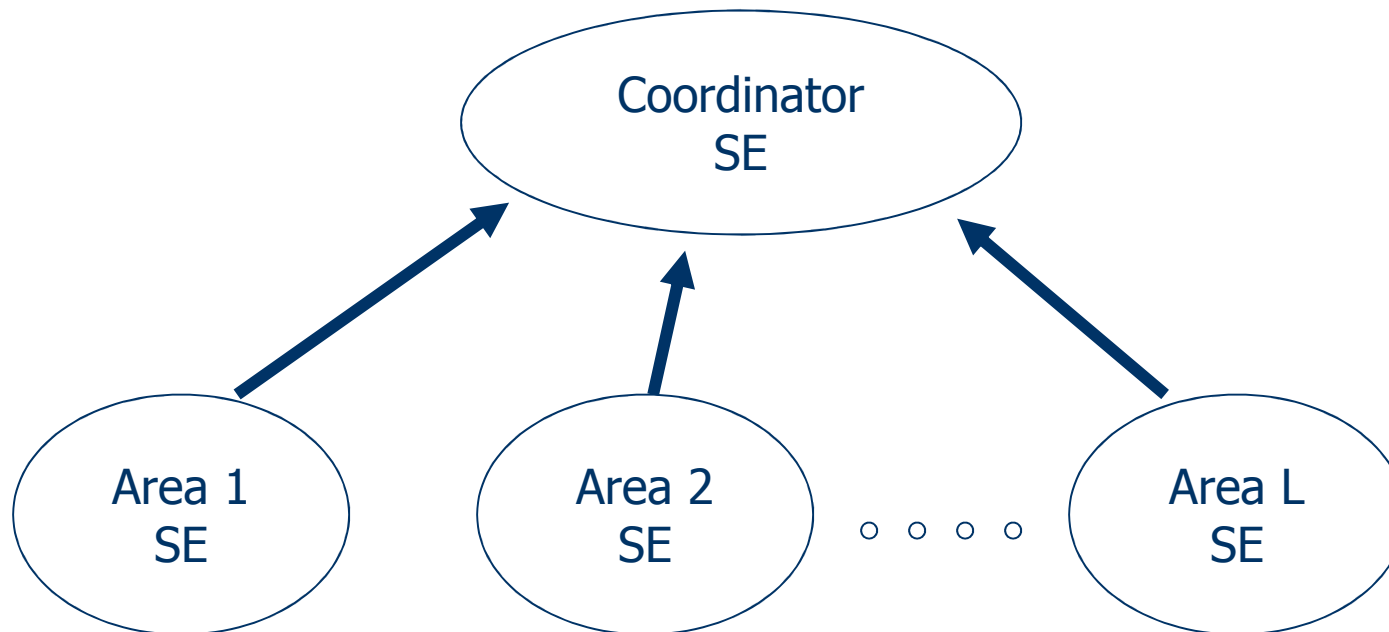 Coordinator
SE
Area 1
SE
Area 2
SE
Area L
SE